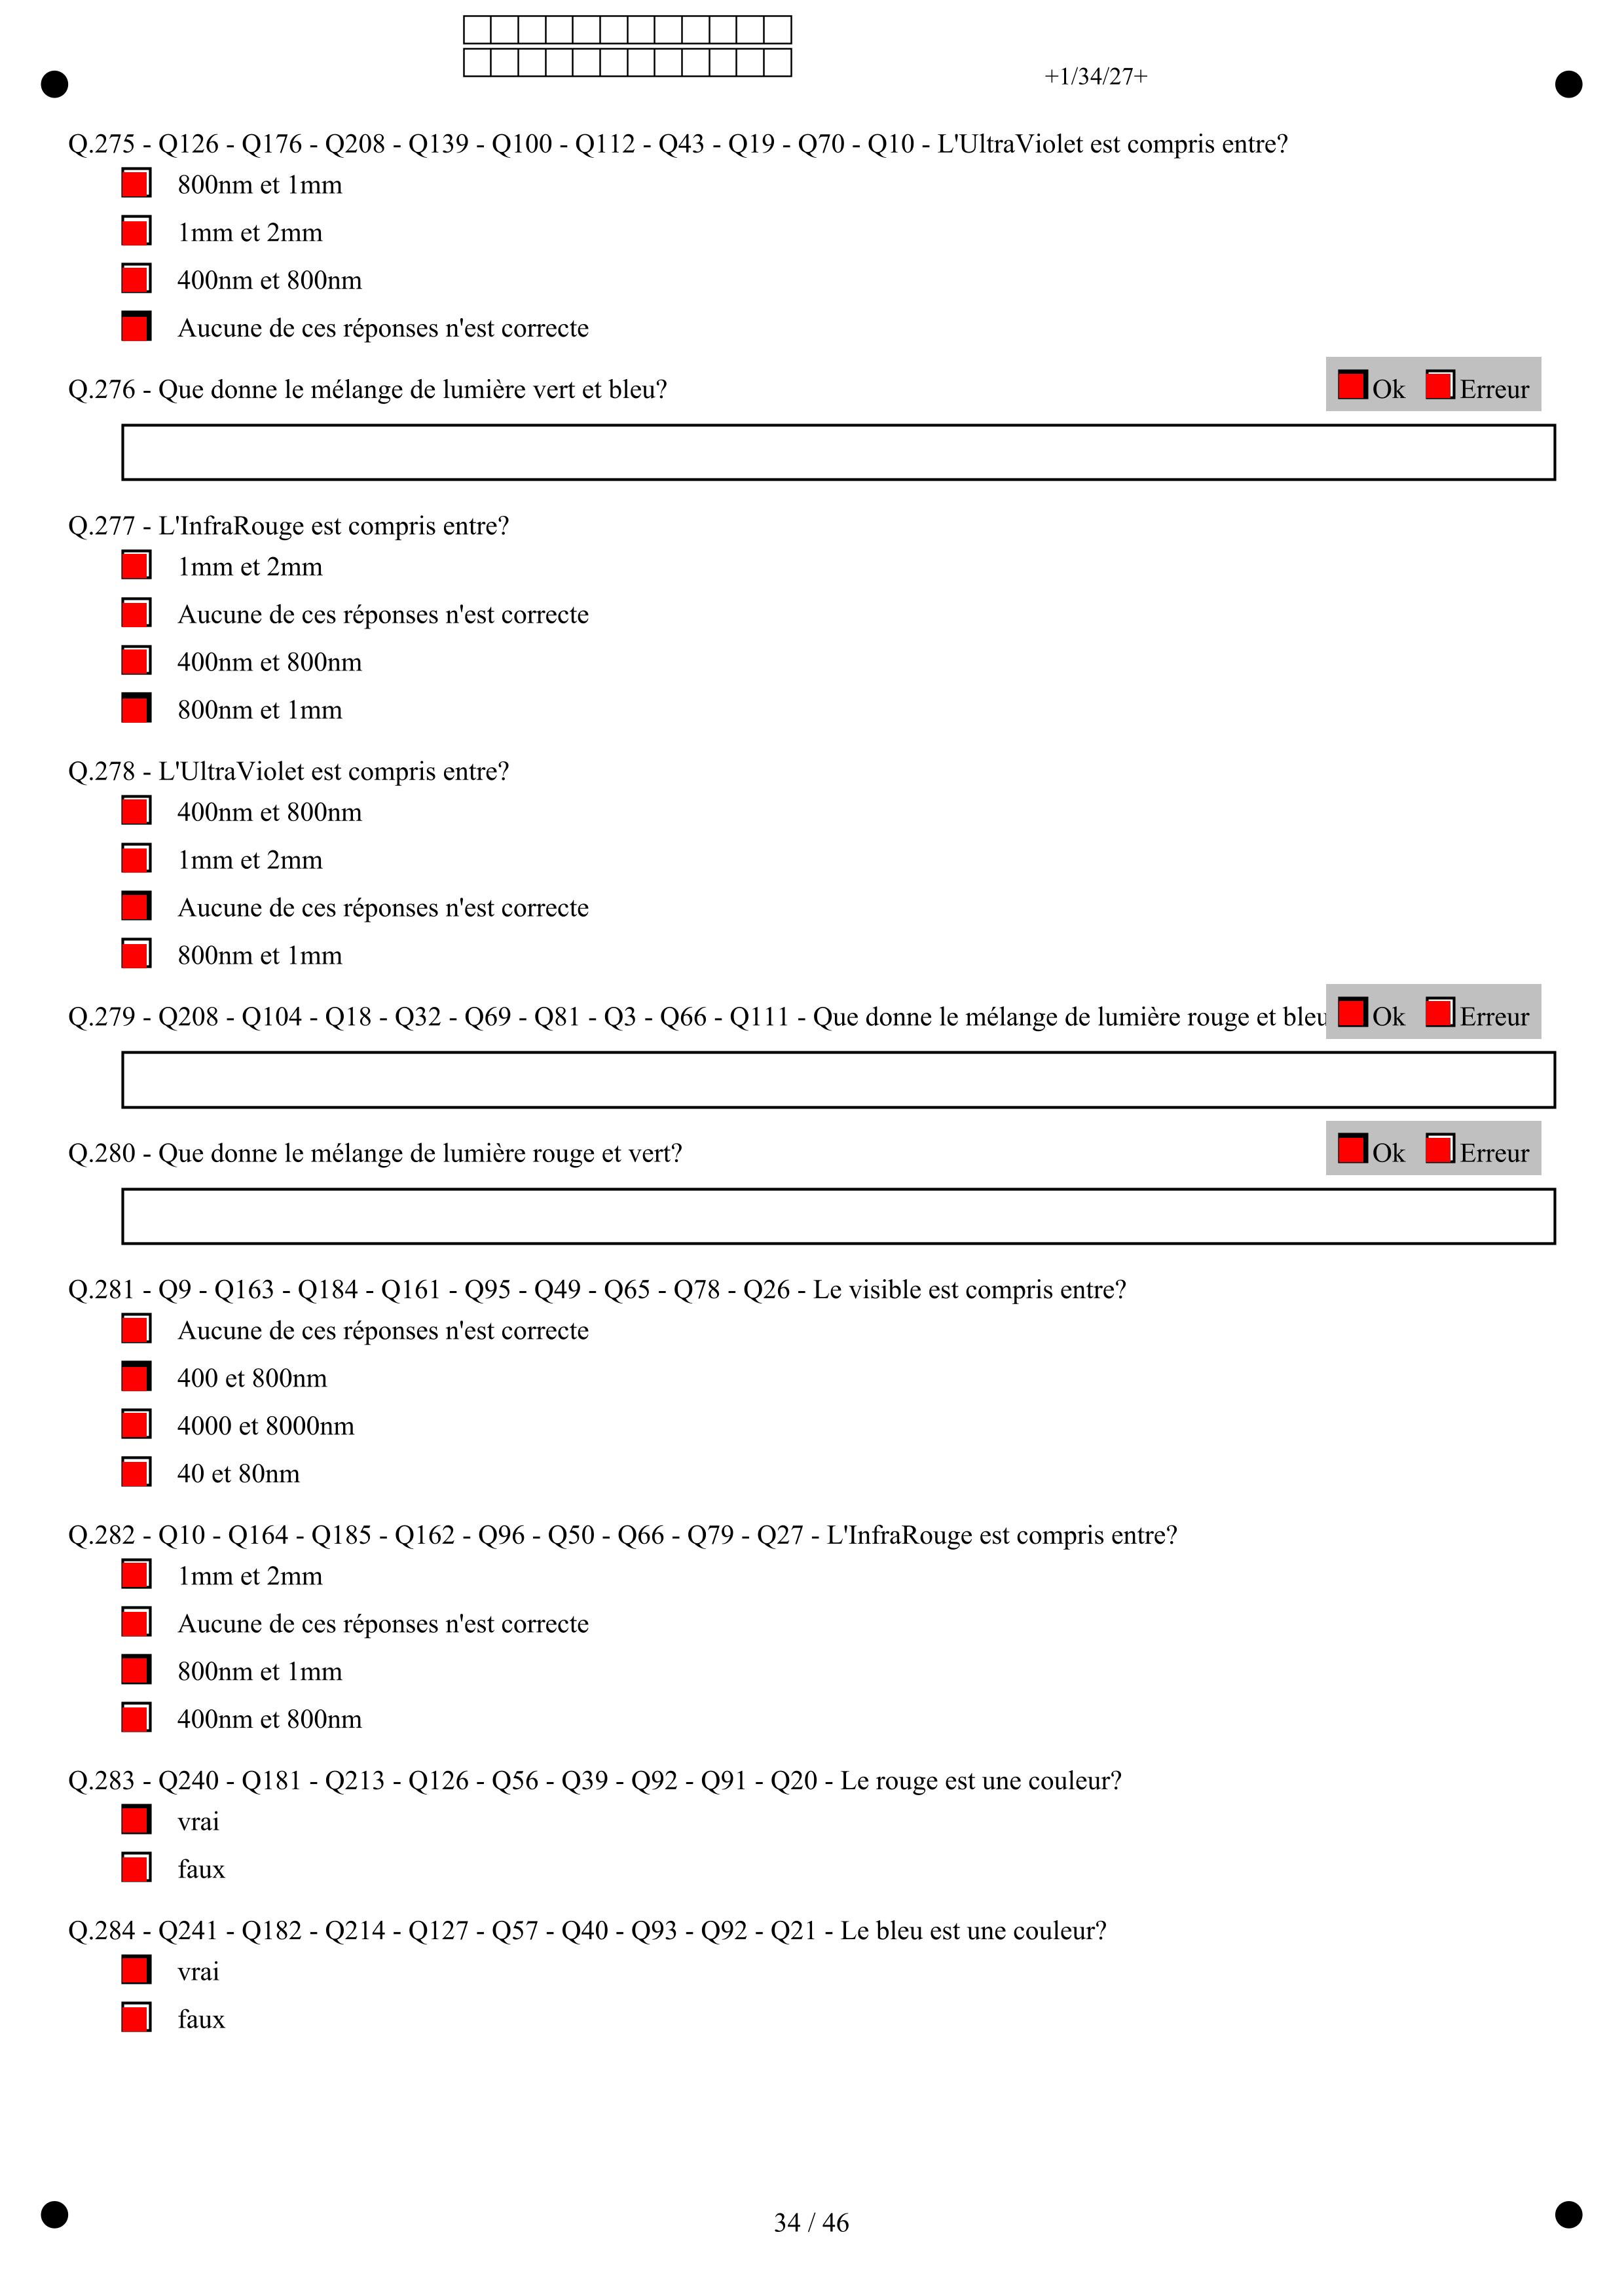 +1/34/27+
Q.275 - Q126 - Q176 - Q208 - Q139 - Q100 - Q112 - Q43 - Q19 - Q70 - Q10 - L'UltraViolet est compris entre?
800nm et 1mm
1mm et 2mm
400nm et 800nm
Aucune de ces réponses n'est correcte
Q.276 - Que donne le mélange de lumière vert et bleu? Ok Erreur
Q.277 - L'InfraRouge est compris entre?
1mm et 2mm
Aucune de ces réponses n'est correcte
400nm et 800nm
800nm et 1mm
Q.278 - L'UltraViolet est compris entre?
400nm et 800nm
1mm et 2mm
Aucune de ces réponses n'est correcte
800nm et 1mm
Q.279 - Q208 - Q104 - Q18 - Q32 - Q69 - Q81 - Q3 - Q66 - Q111 - Que donne le mélange de lumière rouge et bleu Ok Erreur
Q.280 - Que donne le mélange de lumière rouge et vert? Ok Erreur
Q.281 - Q9 - Q163 - Q184 - Q161 - Q95 - Q49 - Q65 - Q78 - Q26 - Le visible est compris entre?
Aucune de ces réponses n'est correcte
400 et 800nm
4000 et 8000nm
40 et 80nm
Q.282 - Q10 - Q164 - Q185 - Q162 - Q96 - Q50 - Q66 - Q79 - Q27 - L'InfraRouge est compris entre?
1mm et 2mm
Aucune de ces réponses n'est correcte
800nm et 1mm
400nm et 800nm
Q.283 - Q240 - Q181 - Q213 - Q126 - Q56 - Q39 - Q92 - Q91 - Q20 - Le rouge est une couleur?
vrai
faux
Q.284 - Q241 - Q182 - Q214 - Q127 - Q57 - Q40 - Q93 - Q92 - Q21 - Le bleu est une couleur?
vrai
faux
34 / 46